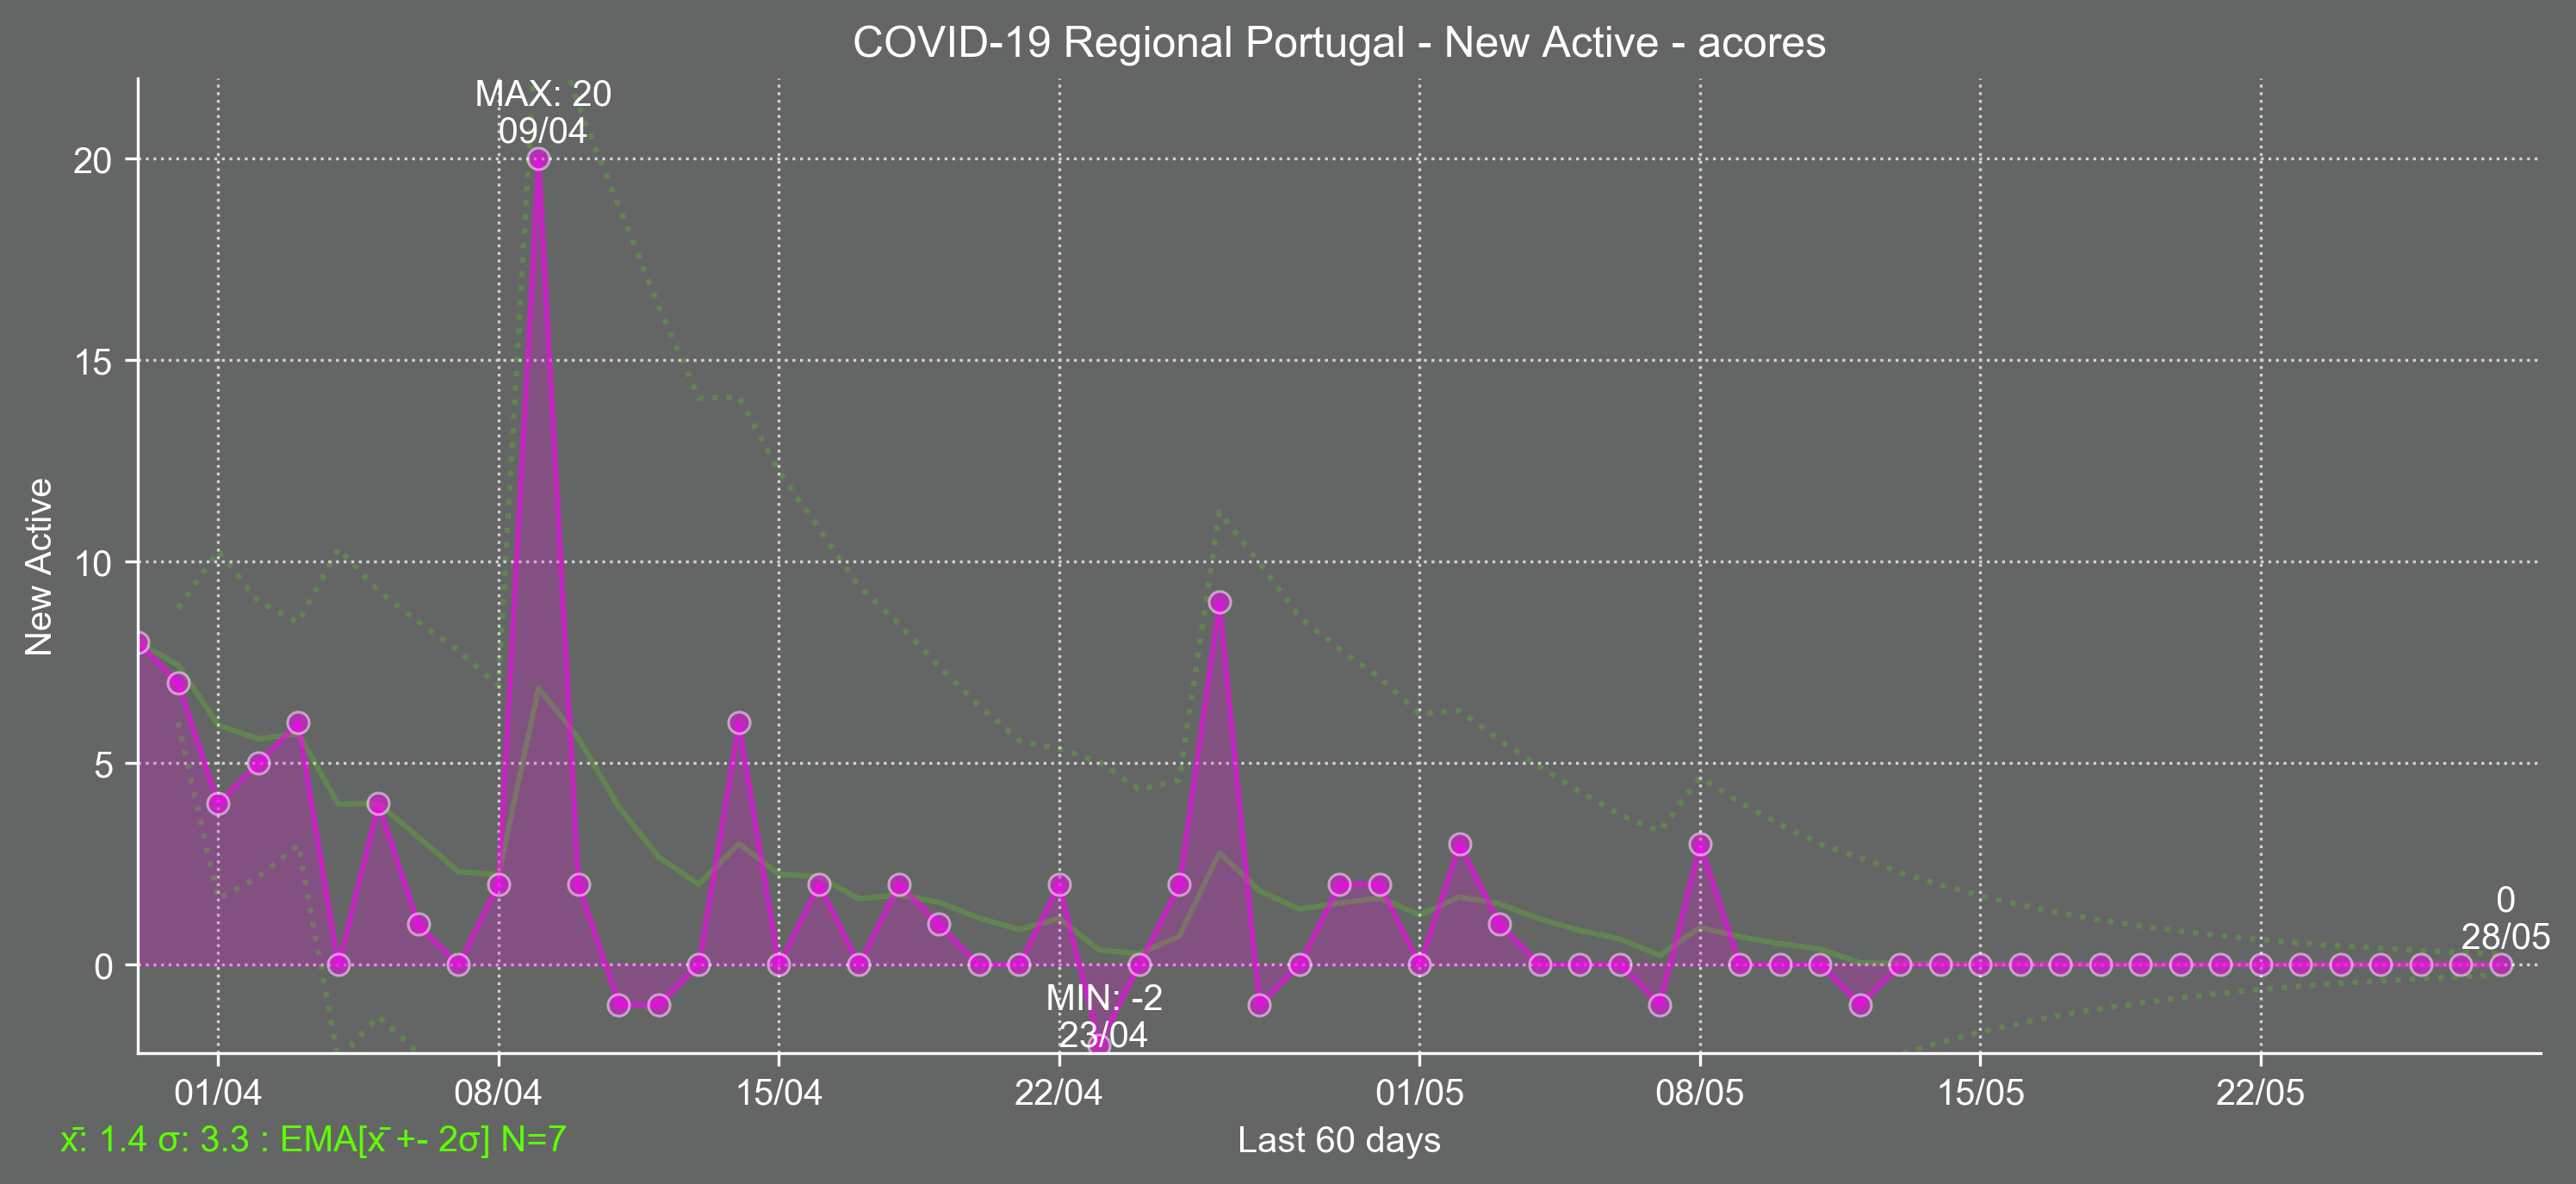 COVID-19 Regional Portugal - New Active - acores
MAX: 20
09/04
20
15
10
5
0
New Active
0
28/05
MIN: -2
23/04
01/04 08/04 15/04 22/04 01/05 08/05 15/05 22/05
x̄: 1.4 σ: 3.3 : EMA[x̄ +- 2σ] N=7
Last 60 days